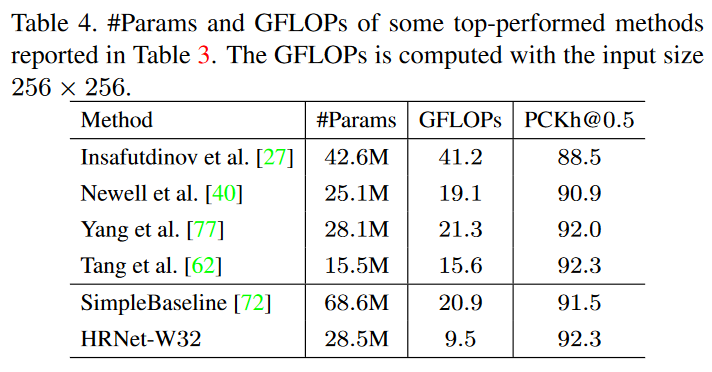 Table 4. #Params and GFLOPs of some top-performed methods
reported in Table 3. The GFLOPs is computed with the input size
256 × 256.
Method #Params GFLOPs PCKh@0.5
Insafutdinov et al. [27] 42.6M 41.2 88.5
Newell et al. [40] 25.1M 19.1 90.9
Yang et al. [77] 28.1M 21.3 92.0
Tang et al. [62] 15.5M 15.6 92.3
SimpleBaseline [72] 68.6M 20.9 91.5
HRNet-W32 28.5M 9.5 92.3